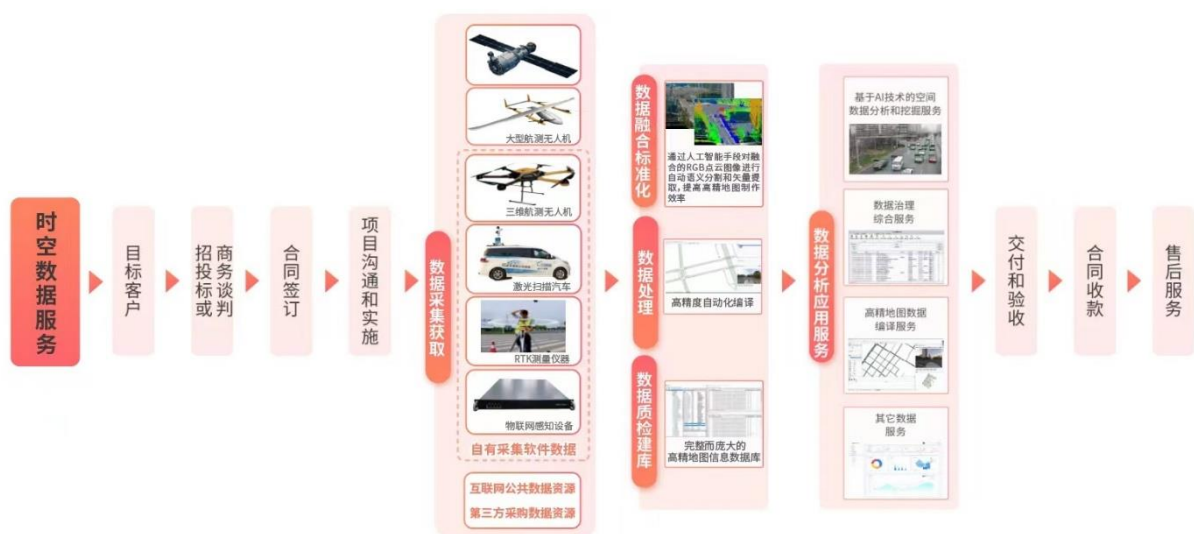 时空数据服务
目标客户
招投标或
商务谈判
合同签订
项目沟通和实施
数据采集获取
大型航测无人机
三维航测无人机
激光扫描汽车
RTK测量仪器
物联网感知设备
自有采集软件数据
互联网公共数据资源
第三方采购数据资源
数据融合标准化
通过人工智能手段对融
合的RGB点云图像进行
自动语义分割和矢量提
取，提高高精地图制作
效率
数据处理
高精度自动化编译
数据质检建库
完整而庞大的
高精地图信息数据库
数据分析应用服务
基于AI技术的空间
数据分析和挖掘服务
数据治理
综合服务
高精地图数据
编译服务
其它数据
服务
交付和验收
合同收款
售后服务